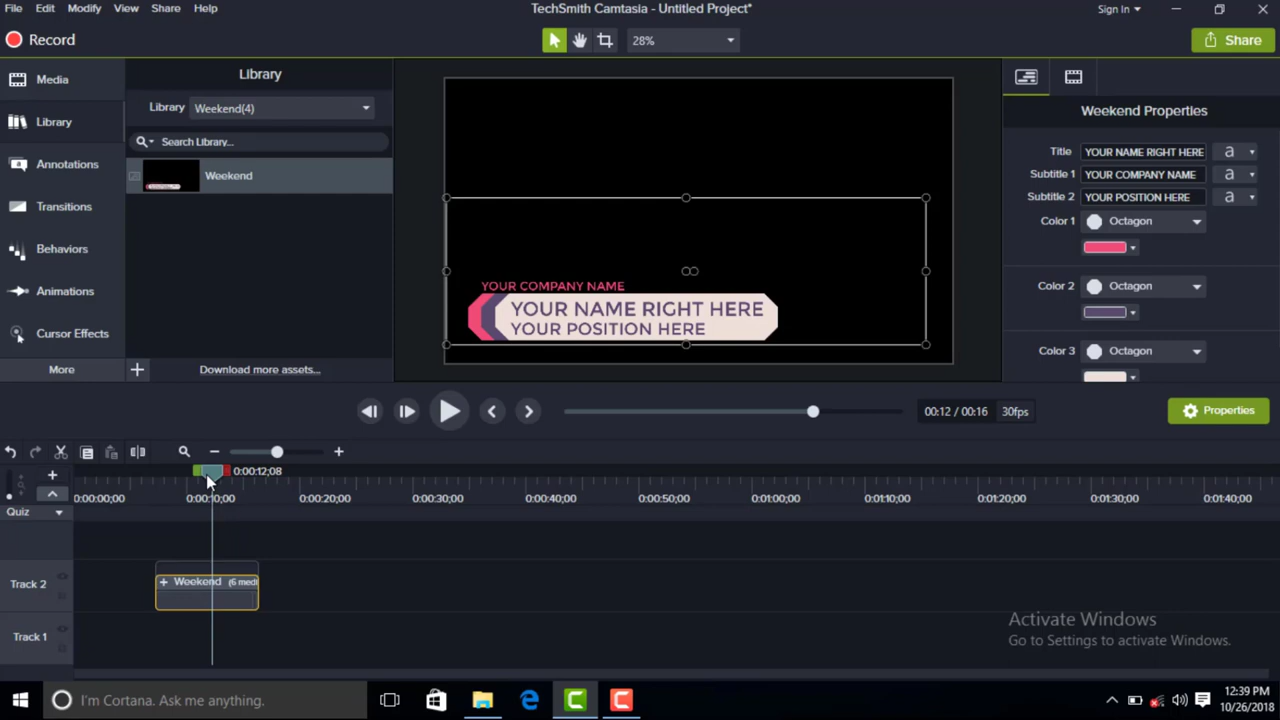 File Edit Modify View Share Help TechSmith Camtasia - Untitled Project* Sign In
Record 28% Share
Media
Library
Annotations
Transitions
Behaviors
Animations
Cursor Effects
More
Library
Library Weekend(4)
Search Library...
Weekend
Download more assets...
YOUR COMPANY NAME
YOUR NAME RIGHT HERE
YOUR POSITION HERE
Weekend Properties
Title YOUR NAME RIGHT HERE a
Subtitle 1 YOUR COMPANY NAME a
Subtitle 2 YOUR POSITION HERE a
Color 1 Octagon
Color 2 Octagon
Color 3 Octagon
00:12 / 00:16 30fps
Properties
0:00:12;08
0:00:00;00 0:00:10;00 0:00:20;00 0:00:30;00 0:00:40;00 0:00:50;00 0:01:00;00 0:01:10;00 0:01:20;00 0:01:30;00 0:01:40;00
Quiz
Track 2
+ Weekend (6 medi
Track 1
Activate Windows
Go to Settings to activate Windows.
I'm Cortana. Ask me anything.
12:39 PM
10/26/2018